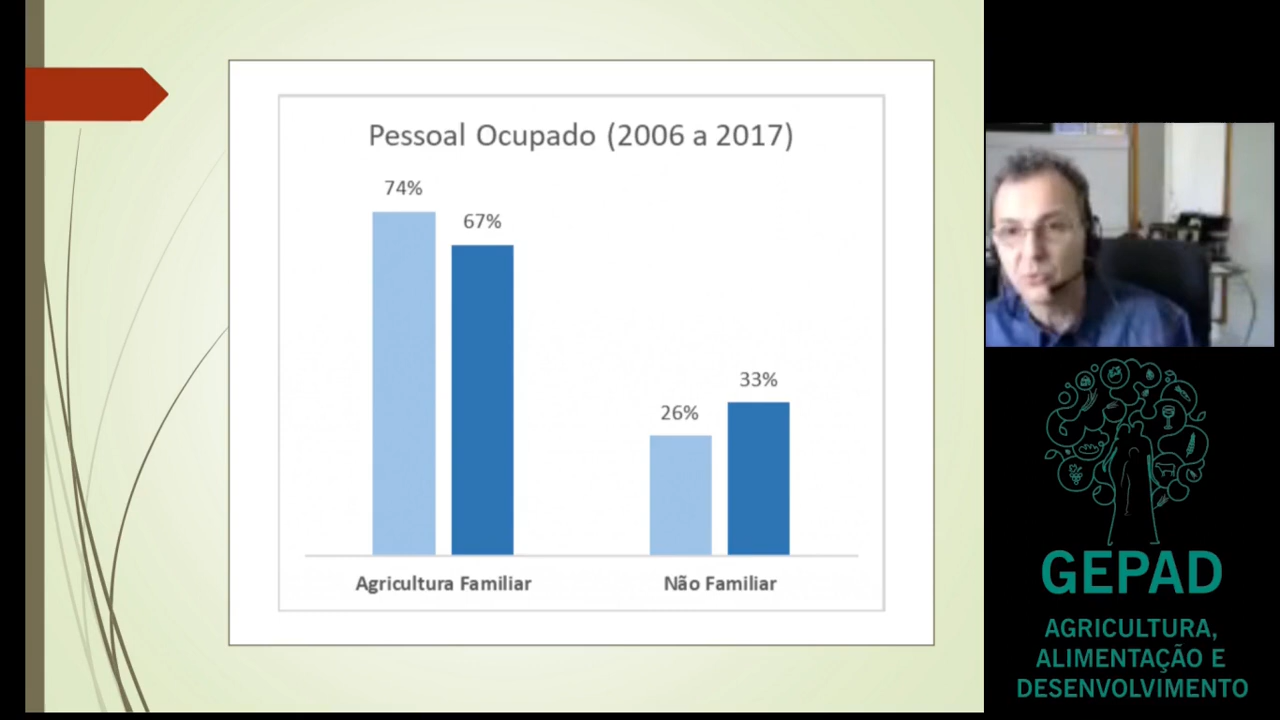 Pessoal Ocupado (2006 a 2017)
74%
67%
26%
33%
Agricultura Familiar
Não Familiar
GEPAD
AGRICULTURA,
ALIMENTAÇÃO E
DESENVOLVIMENTO